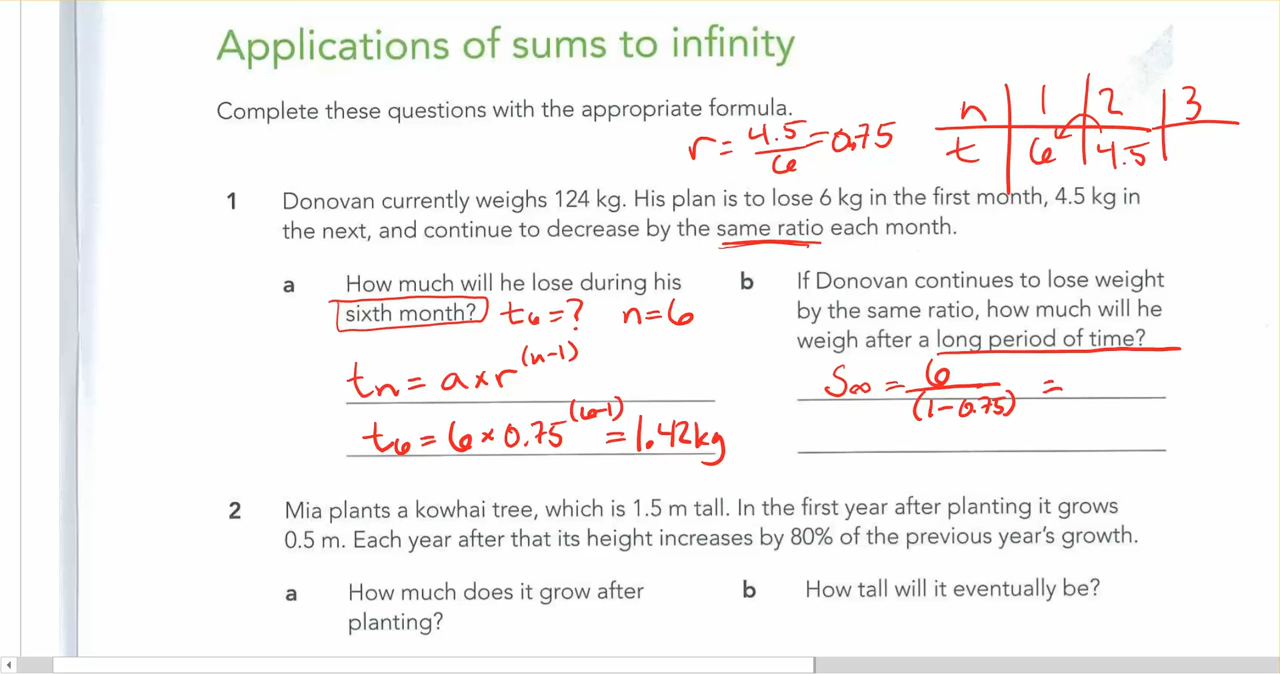 Applications of sums to infinity
Complete these questions with the appropriate formula.
n | 1 | 2 | 3
t | 6 | 4.5 |
r = 4.5/6 = 0.75
1 Donovan currently weighs 124 kg. His plan is to lose 6 kg in the first month, 4.5 kg in
the next, and continue to decrease by the same ratio each month.
a How much will he lose during his
sixth month? t₆ = ? n = 6
tₙ = a × r^(n-1)
t₆ = 6 × 0.75^(6-1) = 1.42kg
b If Donovan continues to lose weight
by the same ratio, how much will he
weigh after a long period of time?
S∞ = 6/(1-0.75) =
2 Mia plants a kowhai tree, which is 1.5 m tall. In the first year after planting it grows
0.5 m. Each year after that its height increases by 80% of the previous year's growth.
a How much does it grow after
planting?
b How tall will it eventually be?